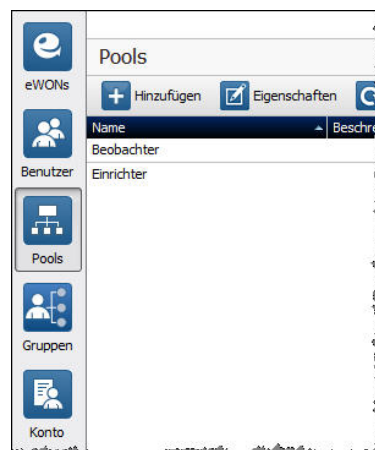 eWONs
Pools
Hinzufügen Eigenschaften
Name
Beobachter
Benutzer
Einrichter
Pools
Gruppen
Konto